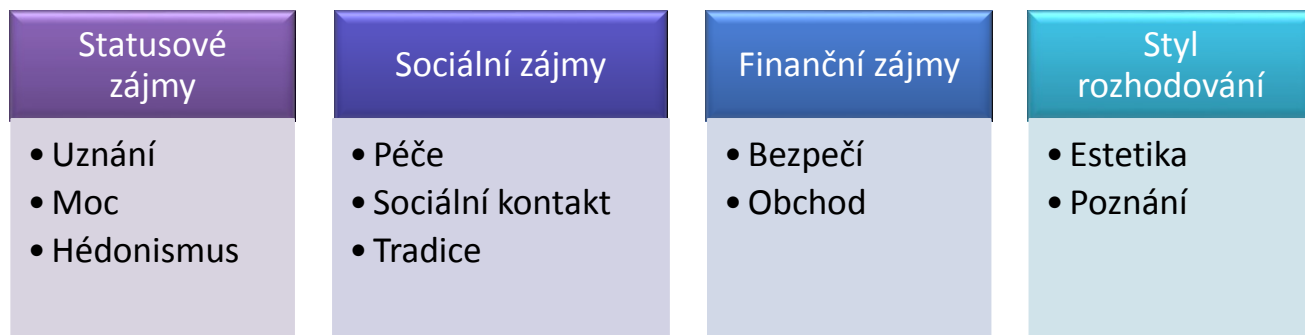 Statusové
zájmy
• Uznání
• Moc
• Hédonismus
Sociální zájmy
• Péče
• Sociální kontakt
• Tradice
Finanční zájmy
• Bezpečí
• Obchod
Styl
rozhodování
• Estetika
• Poznání